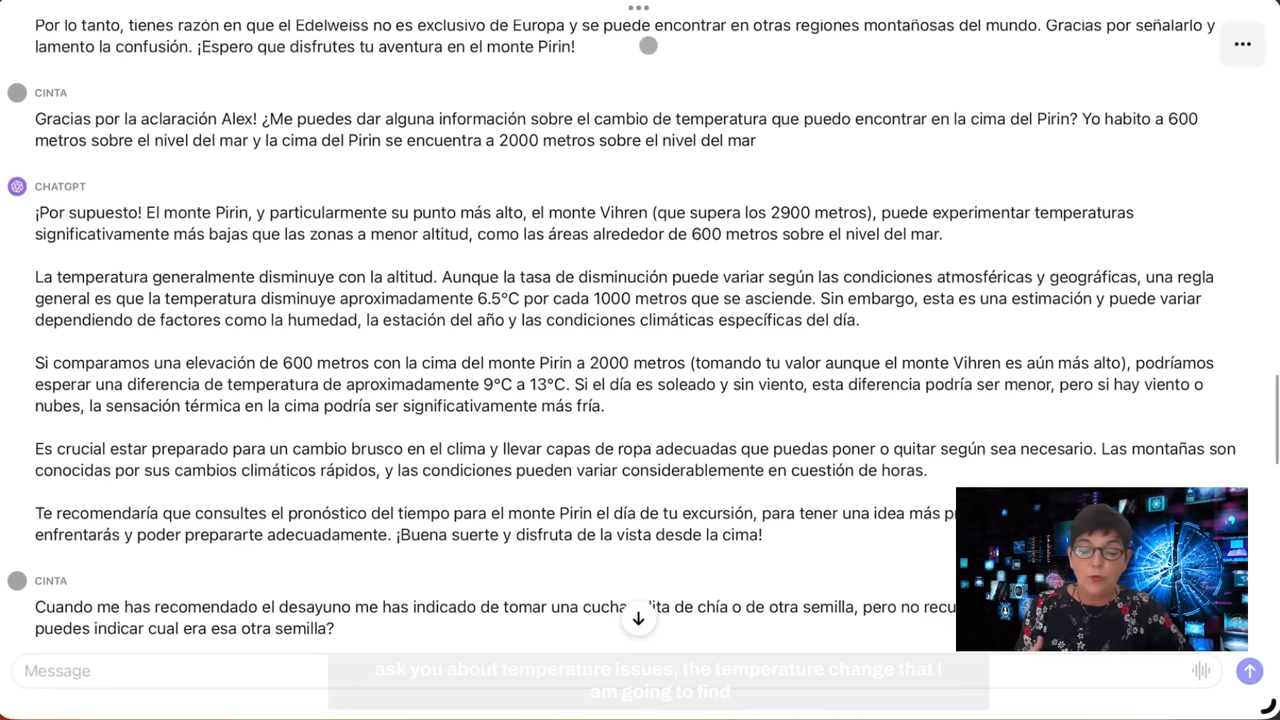 Por lo tanto, tienes razón en que el Edelweiss no es exclusivo de Europa y se puede encontrar en otras regiones montañosas del mundo. Gracias por señalarlo y
lamento la confusión. ¡Espero que disfrutes tu aventura en el monte Pirin!
CINTA
Gracias por la aclaración Alex! ¿Me puedes dar alguna información sobre el cambio de temperatura que puedo encontrar en la cima del Pirin? Yo habito a 600
metros sobre el nivel del mar y la cima del Pirin se encuentra a 2000 metros sobre el nivel del mar
CHATGPT
¡Por supuesto! El monte Pirin, y particularmente su punto más alto, el monte Vihren (que supera los 2900 metros), puede experimentar temperaturas
significativamente más bajas que las zonas a menor altitud, como las áreas alrededor de 600 metros sobre el nivel del mar.
La temperatura generalmente disminuye con la altitud. Aunque la tasa de disminución puede variar según las condiciones atmosféricas y geográficas, una regla
general es que la temperatura disminuye aproximadamente 6.5°C por cada 1000 metros que se asciende. Sin embargo, esta es una estimación y puede variar
dependiendo de factores como la humedad, la estación del año y las condiciones climáticas específicas del día.
Si comparamos una elevación de 600 metros con la cima del monte Pirin a 2000 metros (tomando tu valor aunque el monte Vihren es aún más alto), podríamos
esperar una diferencia de temperatura de aproximadamente 9°C a 13°C. Si el día es soleado y sin viento, esta diferencia podría ser menor, pero si hay viento o
nubes, la sensación térmica en la cima podría ser significativamente más fría.
Es crucial estar preparado para un cambio brusco en el clima y llevar capas de ropa adecuadas que puedas poner o quitar según sea necesario. Las montañas son
conocidas por sus cambios climáticos rápidos, y las condiciones pueden variar considerablemente en cuestión de horas.
Te recomendaría que consultes el pronóstico del tiempo para el monte Pirin el día de tu excursión, para tener una idea más
enfrentarás y poder prepararte adecuadamente. ¡Buena suerte y disfruta de la vista desde la cima!
CINTA
Cuando me has recomendado el desayuno me has indicado de tomar una de chía o de otra semilla, pero no
puedes indicar cual era esa otra semilla?
Message
ask you about temperature issues, the temperature change that I
am going to find